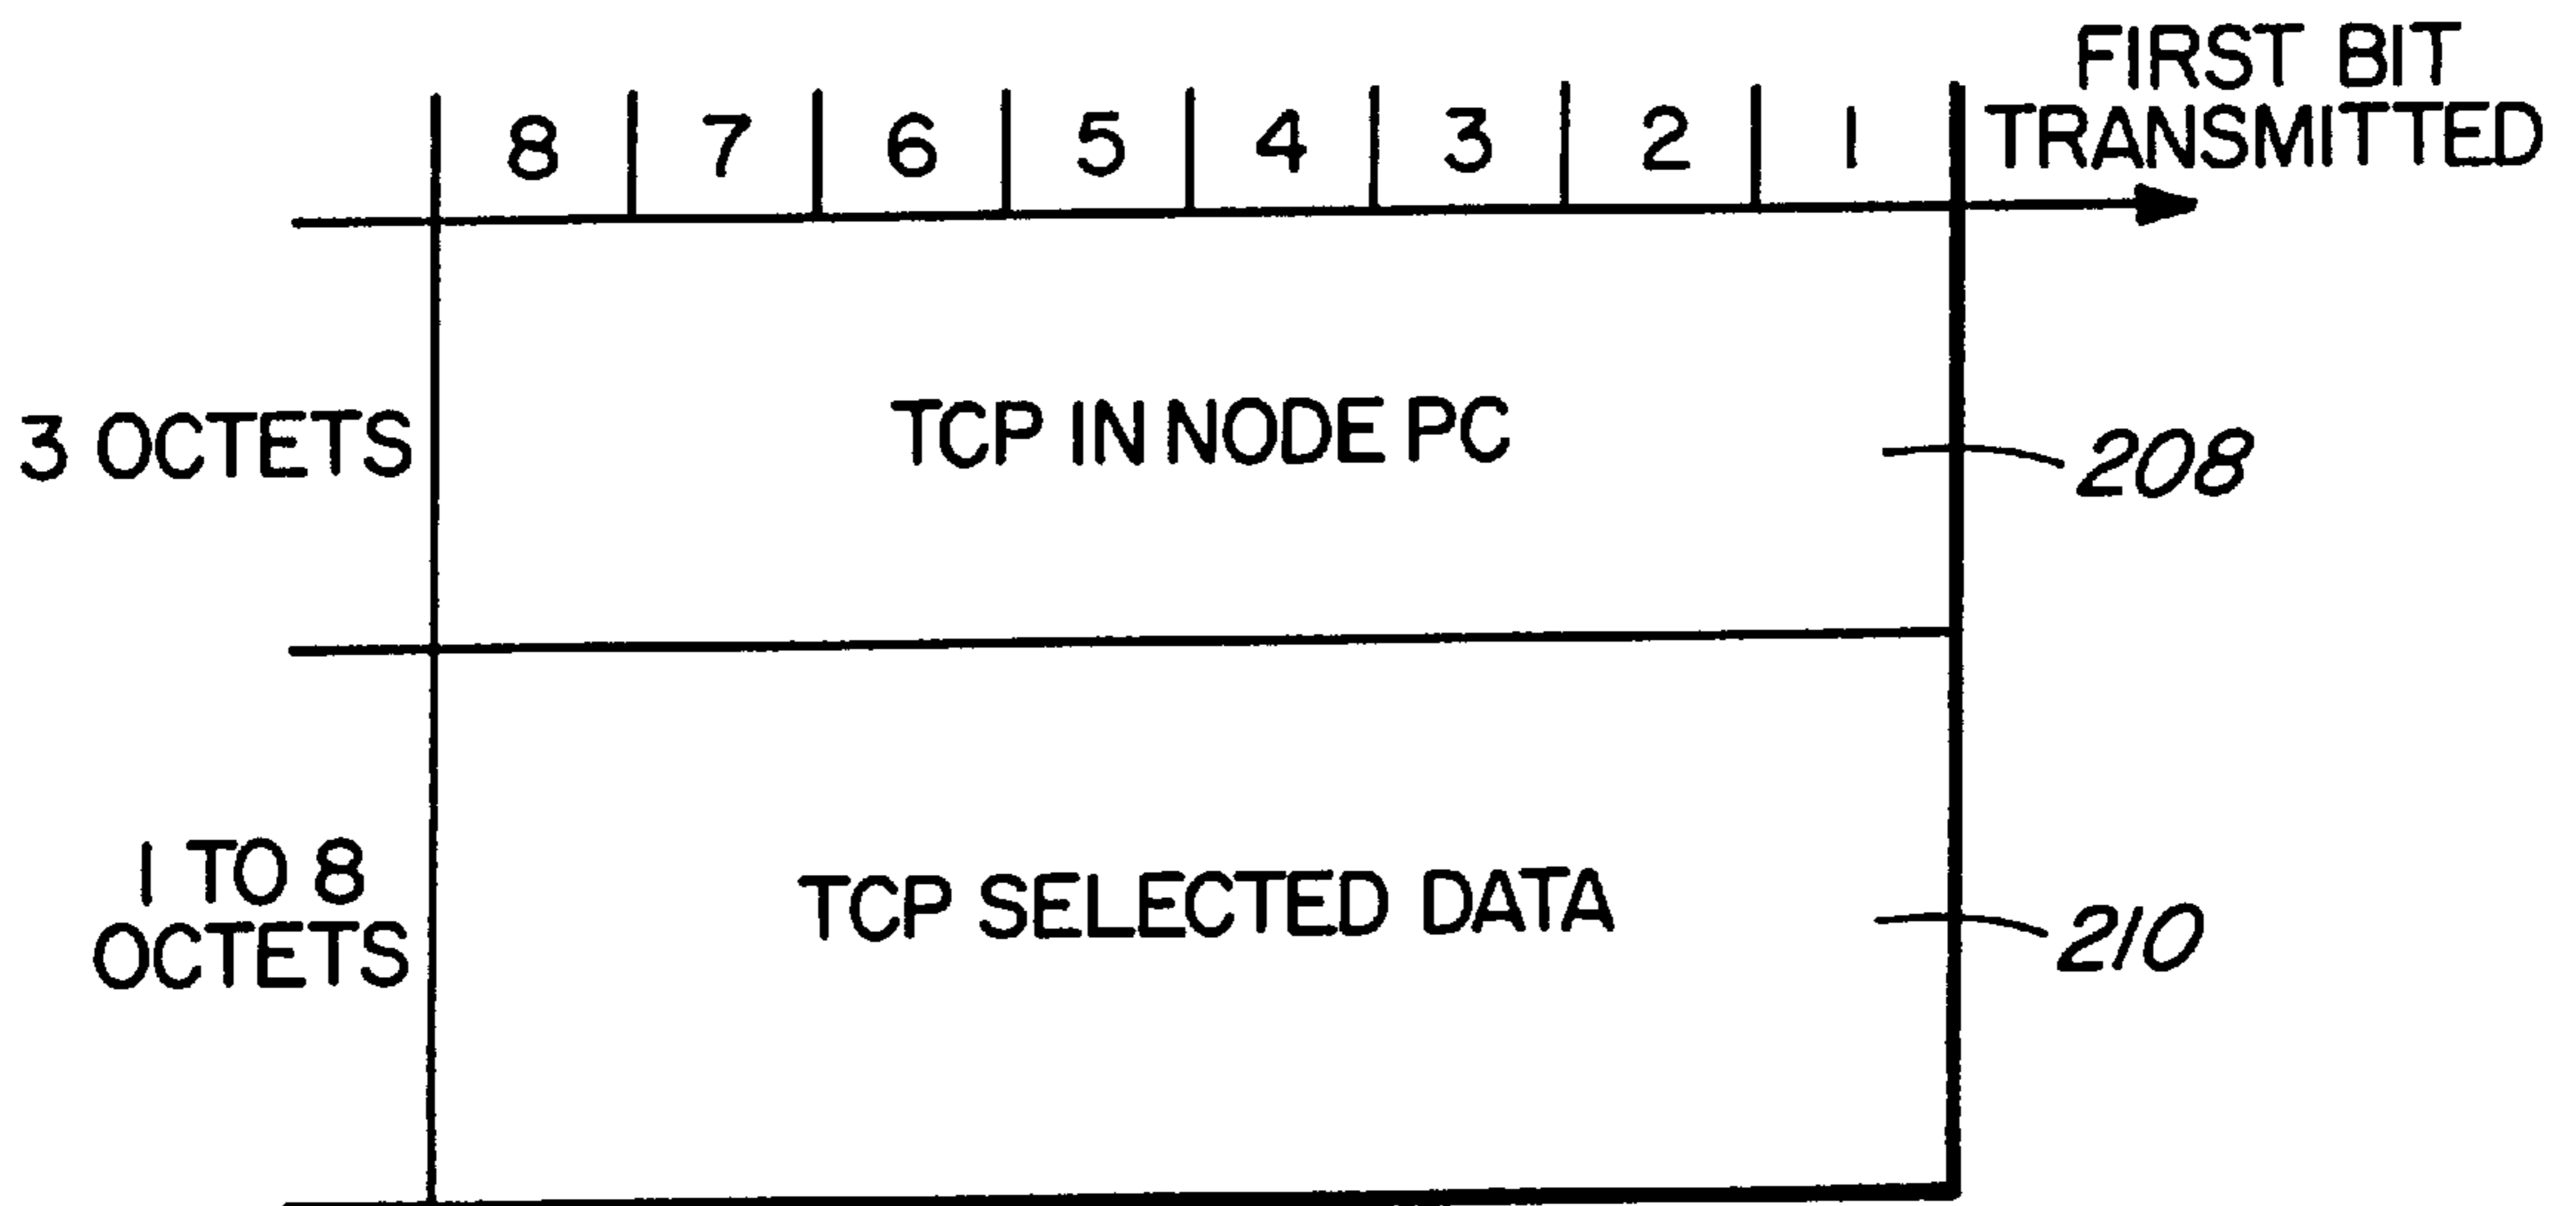 FIRST BIT
TRANSMITTED
8 7 6 5 4 3 2 1
3 OCTETS
TCP IN NODE PC
208
1 TO 8
OCTETS
TCP SELECTED DATA
210